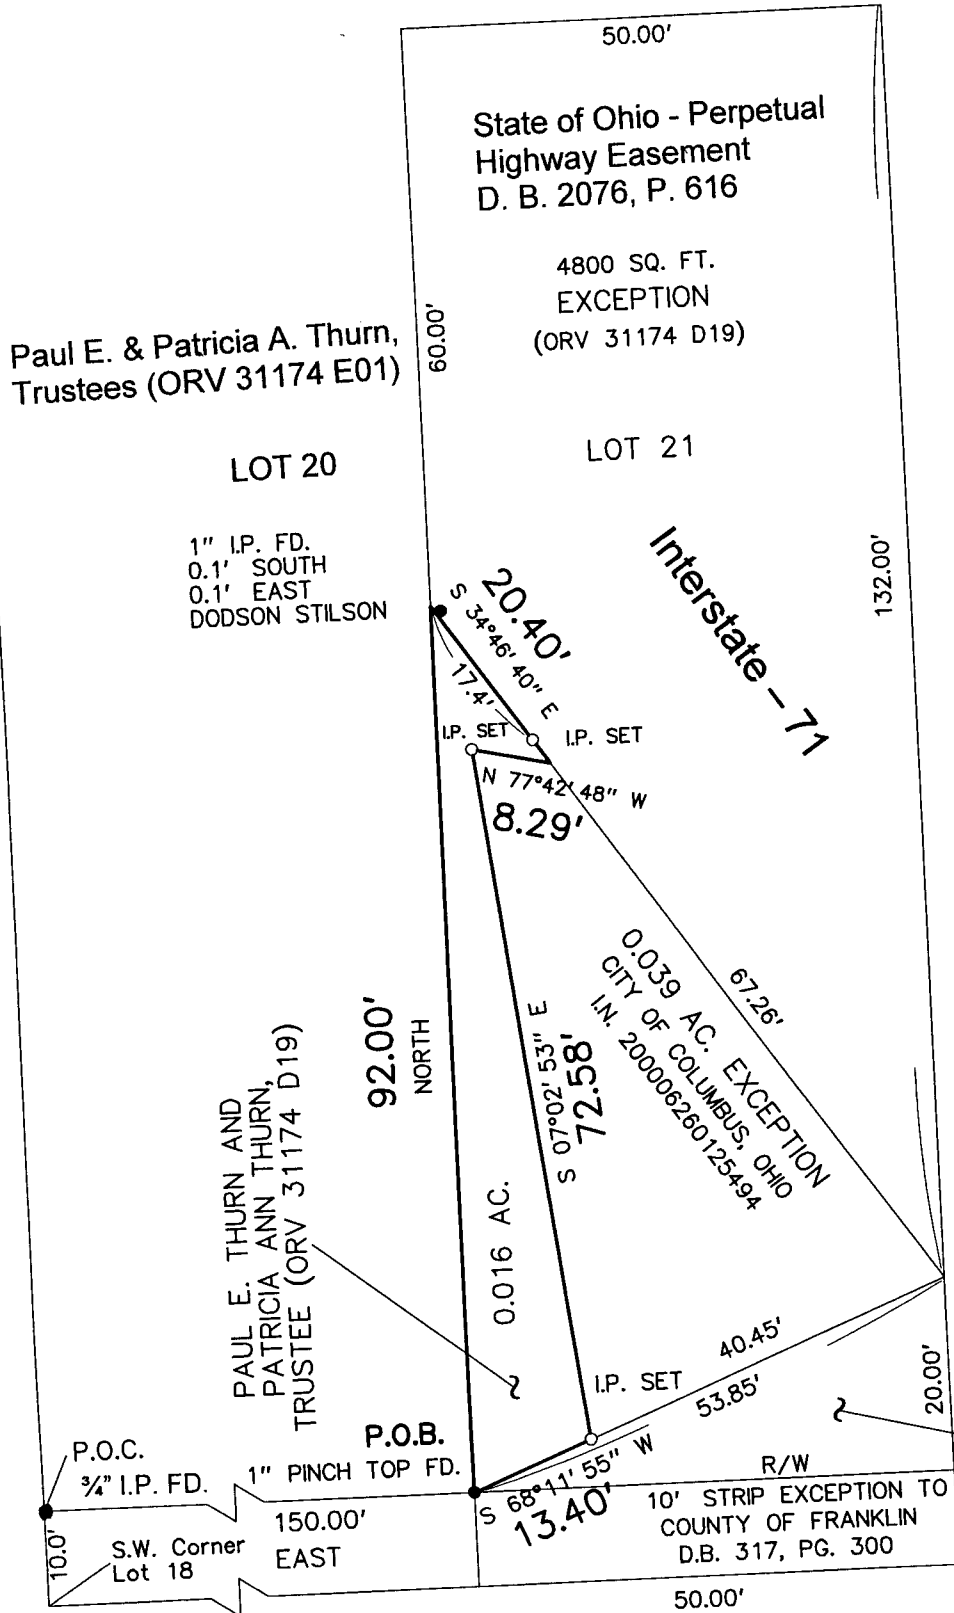 50.00'
State of Ohio - Perpetual
Highway Easement
D. B. 2076, P. 616
4800 SQ. FT.
EXCEPTION
(ORV 31174 D19)
60.00'
Paul E. & Patricia A. Thurn,
Trustees (ORV 31174 E01)
LOT 20
LOT 21
1" I.P. FD.
0.1' SOUTH
0.1' EAST
DODSON STILSON
Interstate – 71
132.00'
20.40'
S 34°46' 40" E
17.4'
I.P. SET
I.P. SET
N 77°42' 48" W
8.29'
0.039 AC. EXCEPTION
CITY OF COLUMBUS, OHIO
I.N. 200006260125494
67.26'
92.00'
NORTH
S 07°02' 53" E
72.58'
PAUL E. THURN AND
PATRICIA ANN THURN,
TRUSTEE (ORV 31174 D19)
0.016 AC.
40.45'
53.85'
I.P. SET
20.00'
P.O.C.
¾" I.P. FD.
P.O.B.
1" PINCH TOP FD.
S 68°11' 55" W
13.40'
R/W
10' STRIP EXCEPTION TO
COUNTY OF FRANKLIN
D.B. 317, PG. 300
150.00'
EAST
10.0'
S.W. Corner
Lot 18
50.00'